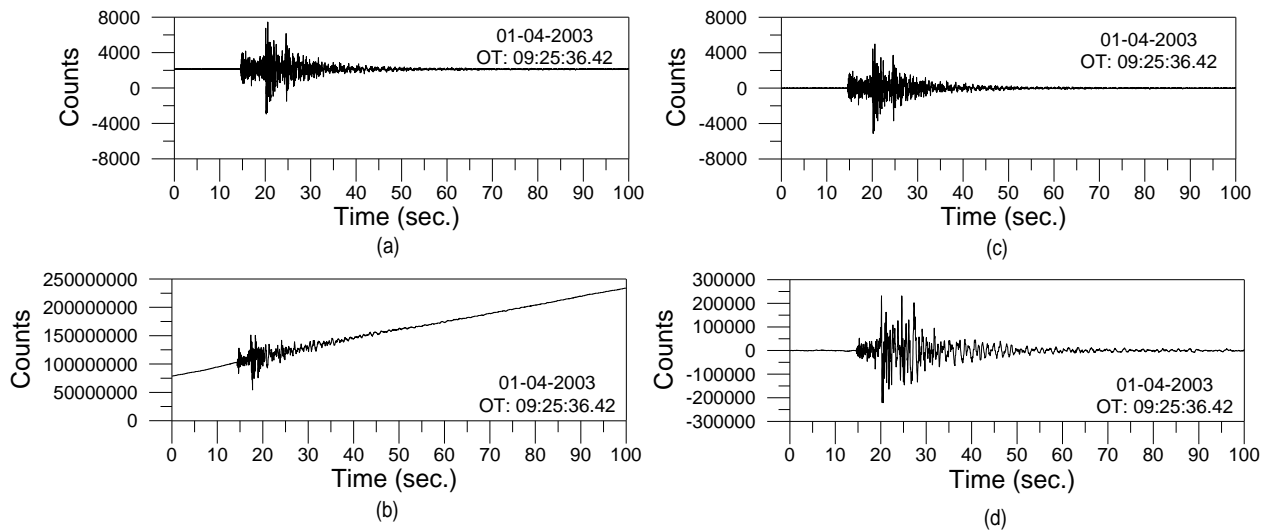 8000
4000
0
-4000
-8000
Counts
01-04-2003
OT: 09:25:36.42
0 10 20 30 40 50 60 70 80 90 100
Time (sec.)
(a)
8000
4000
0
-4000
-8000
Counts
01-04-2003
OT: 09:25:36.42
0 10 20 30 40 50 60 70 80 90 100
Time (sec.)
(c)
250000000
200000000
150000000
100000000
50000000
0
Counts
01-04-2003
OT: 09:25:36.42
0 10 20 30 40 50 60 70 80 90 100
Time (sec.)
(b)
300000
200000
100000
0
-100000
-200000
-300000
Counts
01-04-2003
OT: 09:25:36.42
0 10 20 30 40 50 60 70 80 90 100
Time (sec.)
(d)